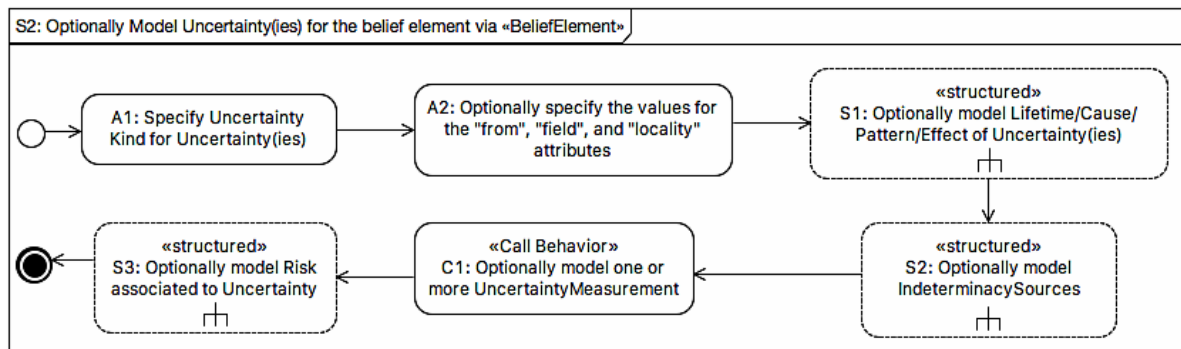 S2: Optionally Model Uncertainty(ies) for the belief element via «BeliefElement»
A1: Specify Uncertainty
Kind for Uncertainty(ies)
A2: Optionally specify the values for
the "from", "field", and "locality"
attributes
«structured»
S1: Optionally model Lifetime/Cause/
Pattern/Effect of Uncertainty(ies)
«structured»
S3: Optionally model Risk
associated to Uncertainty
«Call Behavior»
C1: Optionally model one or
more UncertaintyMeasurement
«structured»
S2: Optionally model
IndeterminacySources